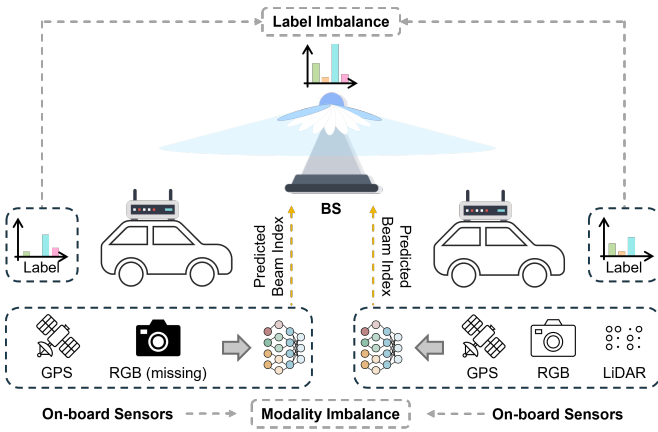 Label Imbalance
BS
Label
Predicted
Beam Index
Predicted
Beam Index
Label
GPS
RGB (missing)
GPS
RGB
LiDAR
On-board Sensors
Modality Imbalance
On-board Sensors